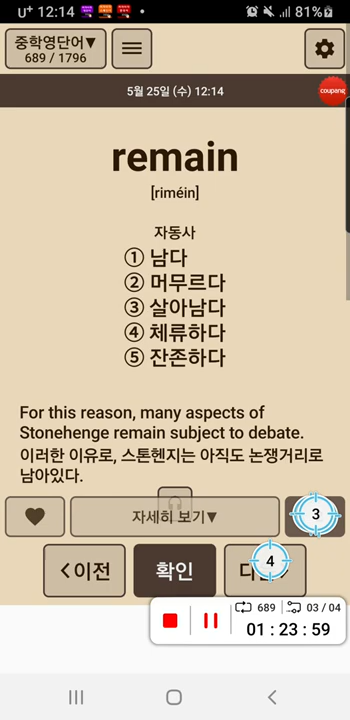 U+ 12:14 81%
중학영단어▼
689 / 1796
5월 25일 (수) 12:14
coupang
remain
[riméin]
자동사
① 남다
② 머무르다
③ 살아남다
④ 체류하다
⑤ 잔존하다
For this reason, many aspects of
Stonehenge remain subject to debate.
이러한 이유로, 스톤헨지는 아직도 논쟁거리로
남아있다.
자세히 보기▼ 3
<이전 확인 4
689 03 / 04
01 : 23 : 59